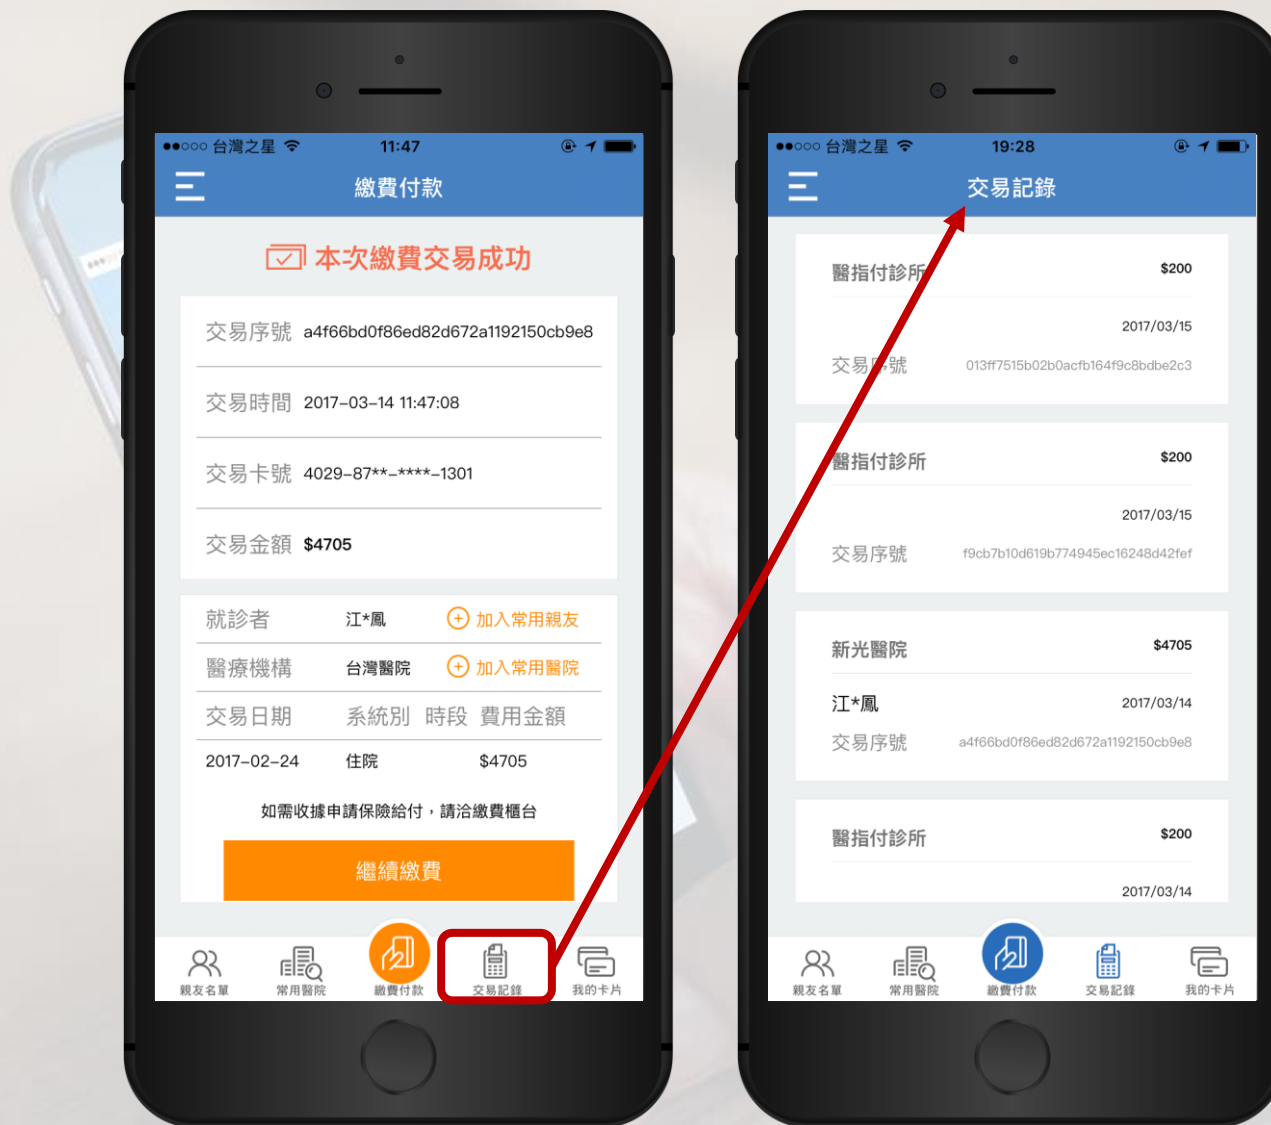 台灣之星 11:47
繳費付款
本次繳費交易成功
交易序號 a4f66bd0f86ed82d672a1192150cb9e8
交易時間 2017-03-14 11:47:08
交易卡號 4029-87**-****-1301
交易金額 $4705
就診者 江*鳳 加入常用親友
醫療機構 台灣醫院 加入常用醫院
交易日期 系統別 時段 費用金額
2017-02-24 住院 $4705
如需收據申請保險給付，請洽繳費櫃台
繼續繳費
親友名單 常用醫院 繳費付款 交易記錄 我的卡片
台灣之星 19:28
交易記錄
醫指付診所 $200
2017/03/15
交易序號 013ff7515b02b0acfb164f9c8bdbe2c3
醫指付診所 $200
2017/03/15
交易序號 f9cb7b10d619b774945ec16248d42fef
新光醫院 $4705
江*鳳 2017/03/14
交易序號 a4f66bd0f86ed82d672a1192150cb9e8
醫指付診所 $200
2017/03/14
親友名單 常用醫院 繳費付款 交易記錄 我的卡片